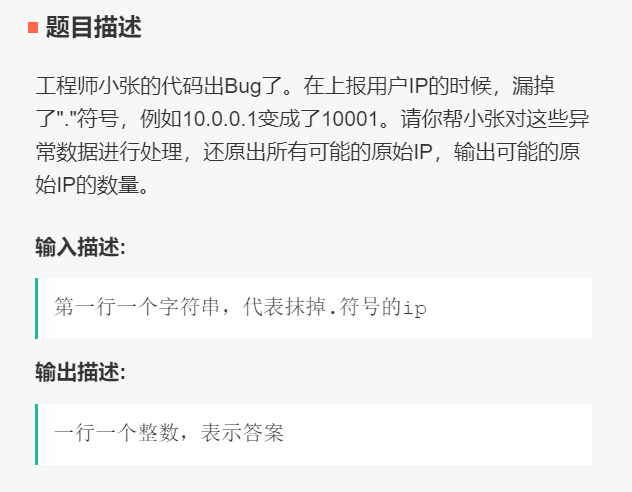 题目描述
工程师小张的代码出Bug了。在上报用户IP的时候，漏掉
了"."符号，例如10.0.0.1变成了10001。请你帮小张对这些异
常数据进行处理，还原出所有可能的原始IP，输出可能的原
始IP的数量。
输入描述:
第一行一个字符串，代表抹掉.符号的ip
输出描述:
一行一个整数，表示答案